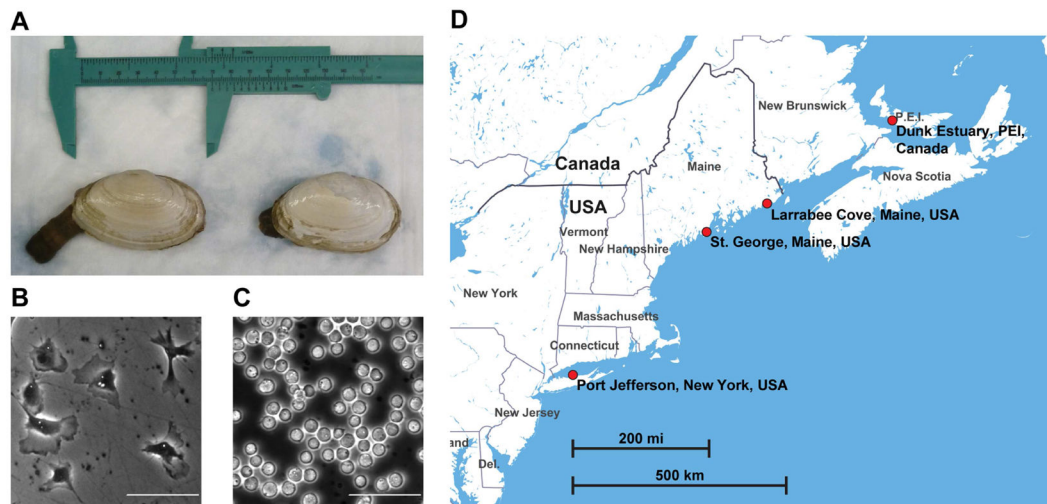 A
B
C
D
Canada
USA
New Brunswick
P.E.I.
Dunk Estuary, PEI,
Canada
Maine
Nova Scotia
Larrabee Cove, Maine, USA
St. George, Maine, USA
Vermont
New Hampshire
New York
Massachusetts
Connecticut
Port Jefferson, New York, USA
New Jersey
and
Del.
200 mi
500 km